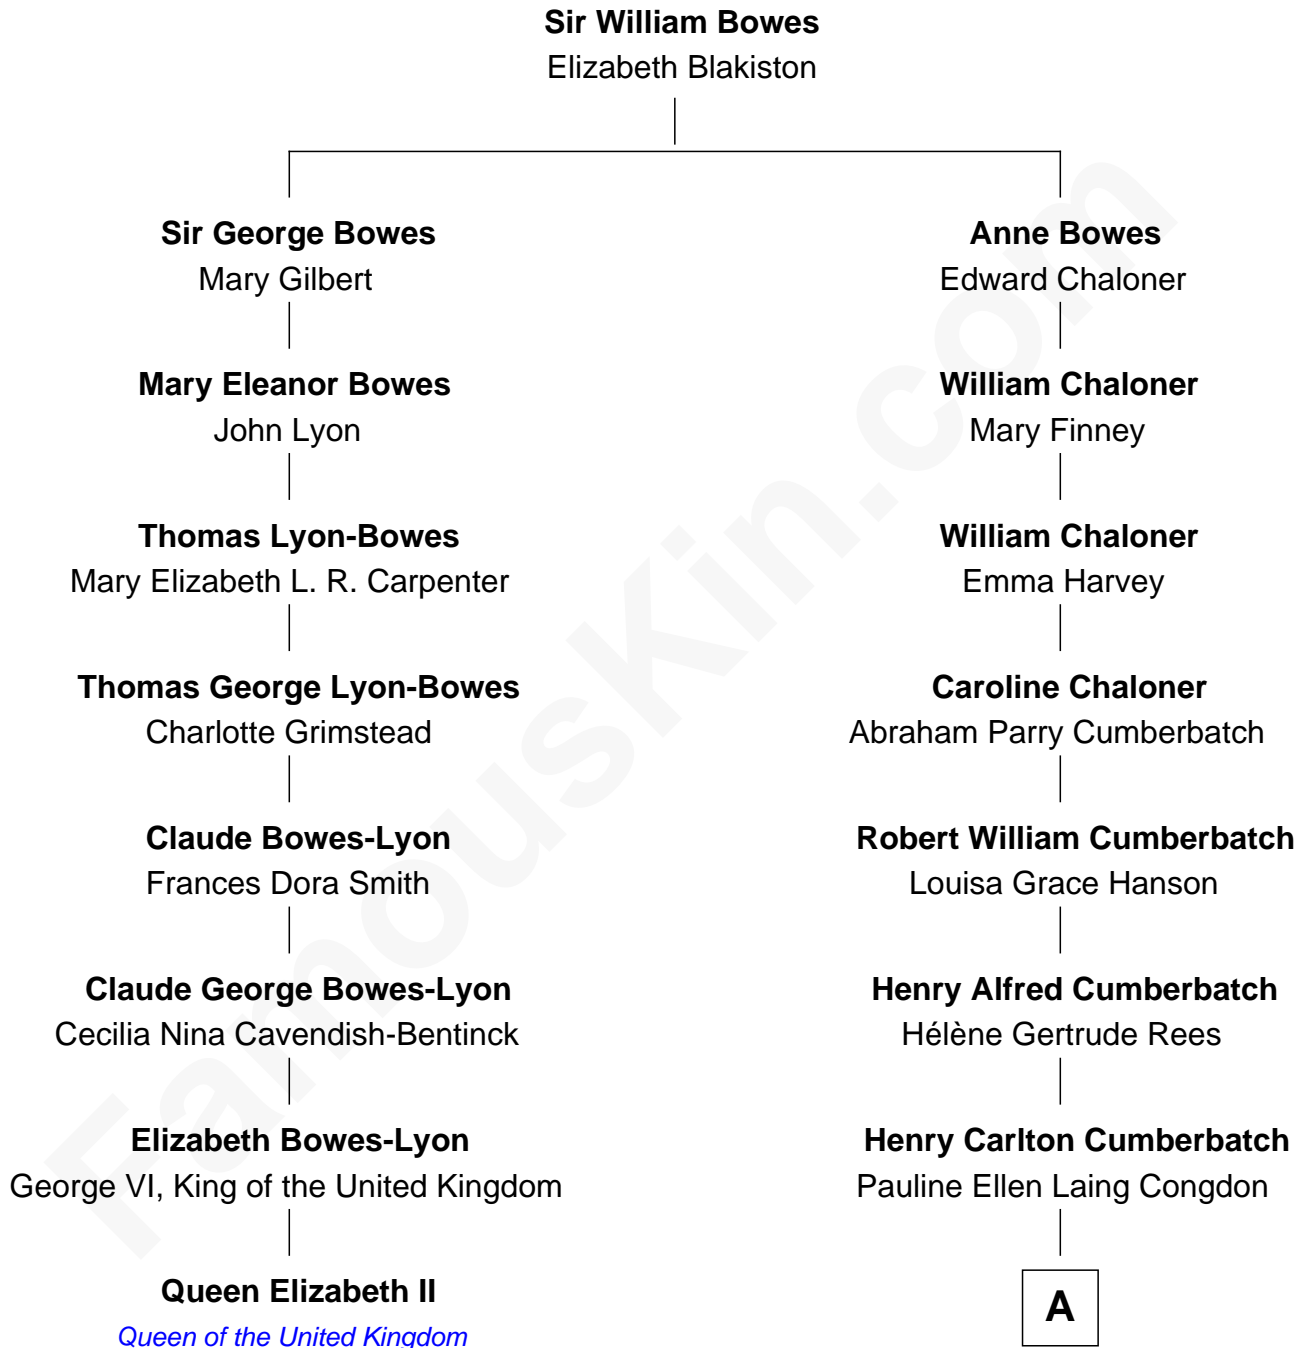 Sir William Bowes
Elizabeth Blakiston
Sir George Bowes
Mary Gilbert
Anne Bowes
Edward Chaloner
Mary Eleanor Bowes
John Lyon
William Chaloner
Mary Finney
Thomas Lyon-Bowes
Mary Elizabeth L. R. Carpenter
William Chaloner
Emma Harvey
Thomas George Lyon-Bowes
Charlotte Grimstead
Caroline Chaloner
Abraham Parry Cumberbatch
Claude Bowes-Lyon
Frances Dora Smith
Robert William Cumberbatch
Louisa Grace Hanson
Claude George Bowes-Lyon
Cecilia Nina Cavendish-Bentinck
Henry Alfred Cumberbatch
Hélène Gertrude Rees
Elizabeth Bowes-Lyon
George VI, King of the United Kingdom
Henry Carlton Cumberbatch
Pauline Ellen Laing Congdon
Queen Elizabeth II
Queen of the United Kingdom
A
FamousKin.com